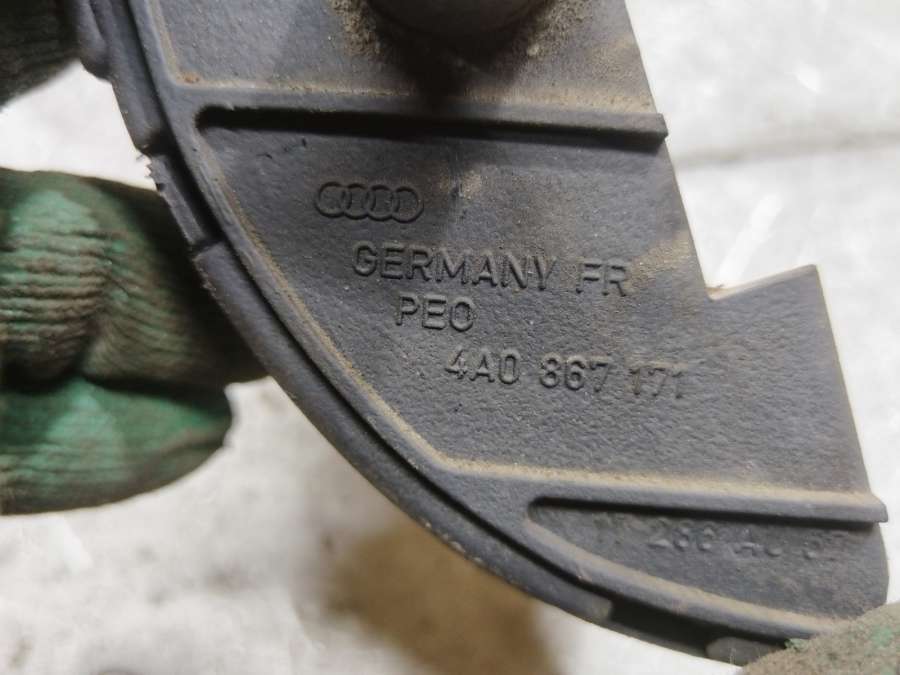 GERMANY FR
PEO
4A0 867 171